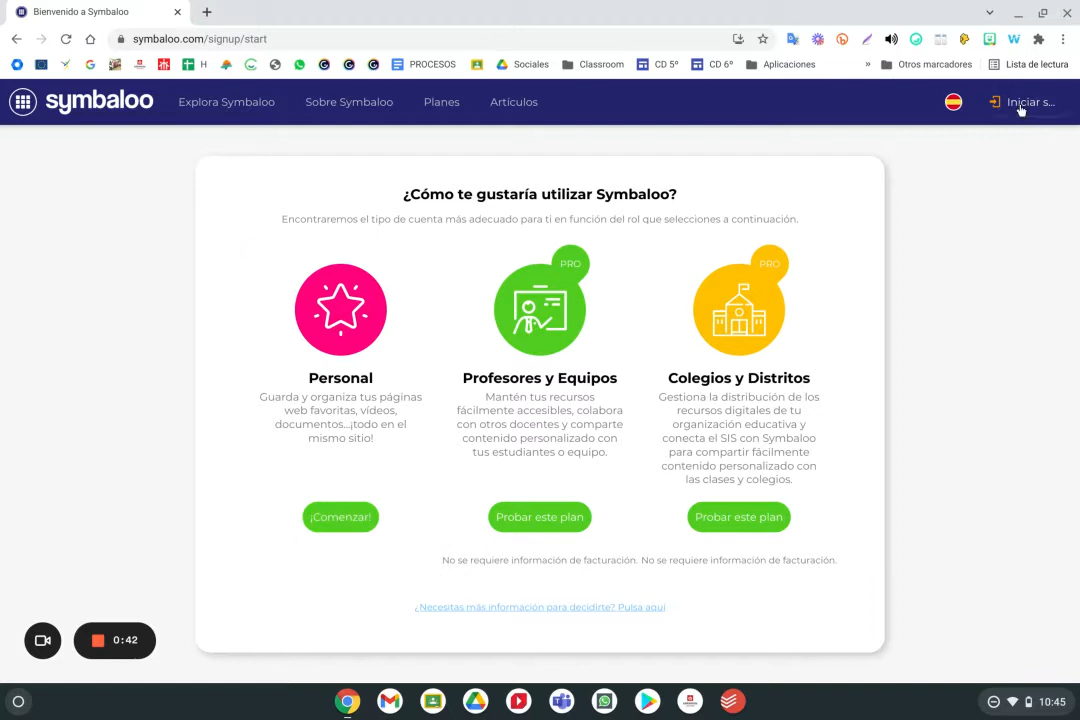 Bienvenido a Symbaloo
symbaloo.com/signup/start
H
PROCESOS
Sociales
Classroom
CD 5º
CD 6º
Aplicaciones
»
Otros marcadores
Lista de lectura
symbaloo
Explora Symbaloo
Sobre Symbaloo
Planes
Artículos
Iniciar s...
¿Cómo te gustaría utilizar Symbaloo?
Encontraremos el tipo de cuenta más adecuado para ti en función del rol que selecciones a continuación.
PRO
PRO
Personal
Guarda y organiza tus páginas
web favoritas, vídeos,
documentos...¡todo en el
mismo sitio!
¡Comenzar!
Profesores y Equipos
Mantén tus recursos
fácilmente accesibles, colabora
con otros docentes y comparte
contenido personalizado con
tus estudiantes o equipo.
Probar este plan
No se requiere información de facturación.
Colegios y Distritos
Gestiona la distribución de los
recursos digitales de tu
organización educativa y
conecta el SIS con Symbaloo
para compartir fácilmente
contenido personalizado con
las clases y colegios.
Probar este plan
No se requiere información de facturación.
¿Necesitas más información para decidirte? Pulsa aquí
0:42
10:45